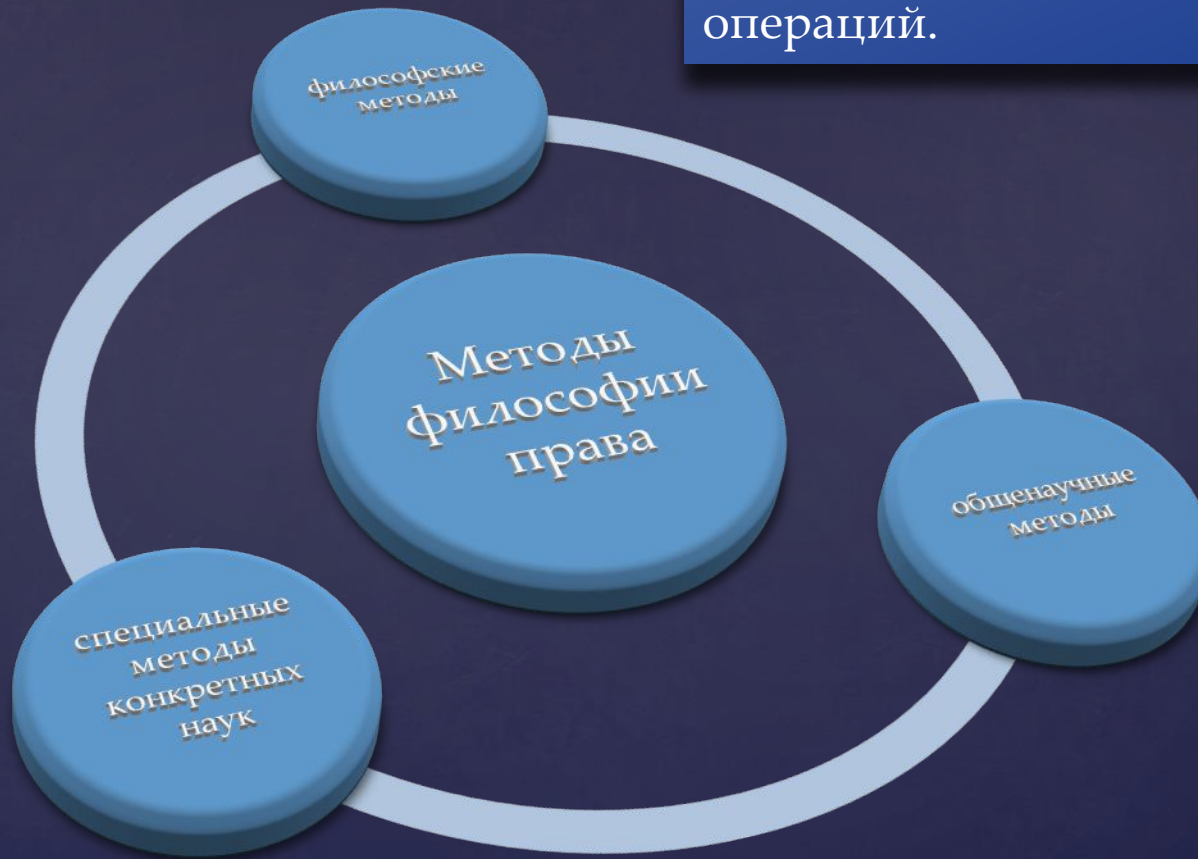 операций.
философские
методы
Методы
философии
права
общенаучные
методы
специальные
методы
конкретных
наук